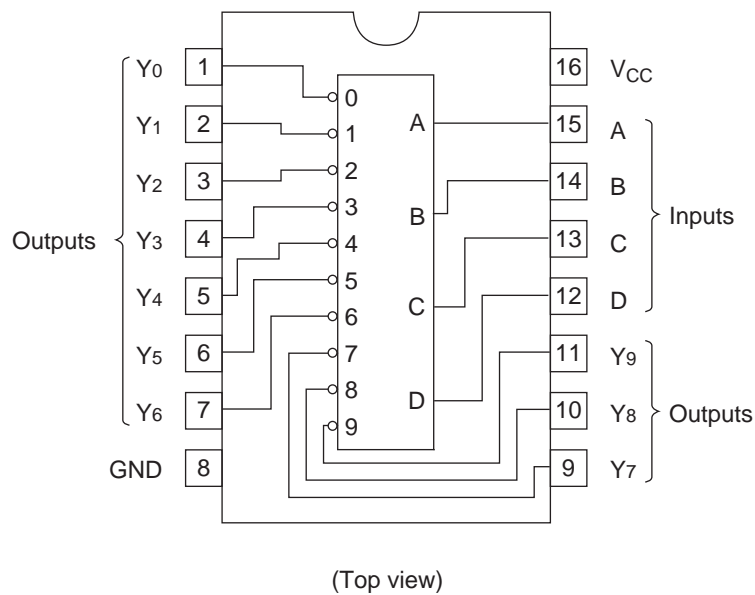 Y0 1 16 VCC
0
Y1 2 1 A 15 A
Y2 3 2 14 B
3 B
Outputs Y3 4 13 C Inputs
4
Y4 5 5 C 12 D
6
Y5 6 7 11 Y9
8 D
Y6 7 9 10 Y8 Outputs
GND 8 9 Y7
(Top view)